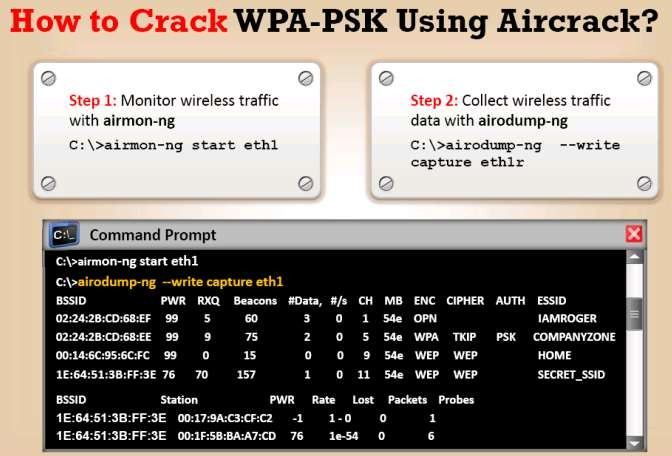 How to Crack WPA-PSK Using Aircrack?
Step 1: Monitor wireless traffic
with airmon-ng
C:\>airmon-ng start eth1
Step 2: Collect wireless traffic
data with airodump-ng
C:\>airodump-ng --write
capture eth1r
C:\_ Command Prompt
C:\>airmon-ng start eth1
C:\>airodump-ng --write capture eth1
BSSID PWR RXQ Beacons #Data, #/s CH MB ENC CIPHER AUTH ESSID
02:24:2B:CD:68:EF 99 5 60 3 0 1 54e OPN IAMROGER
02:24:2B:CD:68:EE 99 9 75 2 0 5 54e WPA TKIP PSK COMPANYZONE
00:14:6C:95:6C:FC 99 0 15 0 0 9 54e WEP WEP HOME
1E:64:51:3B:FF:3E 76 70 157 1 0 11 54e WEP WEP SECRET_SSID
BSSID Station PWR Rate Lost Packets Probes
1E:64:51:3B:FF:3E 00:17:9A:C3:CF:C2 -1 1 - 0 0 1
1E:64:51:3B:FF:3E 00:1F:5B:BA:A7:CD 76 1e-54 0 6